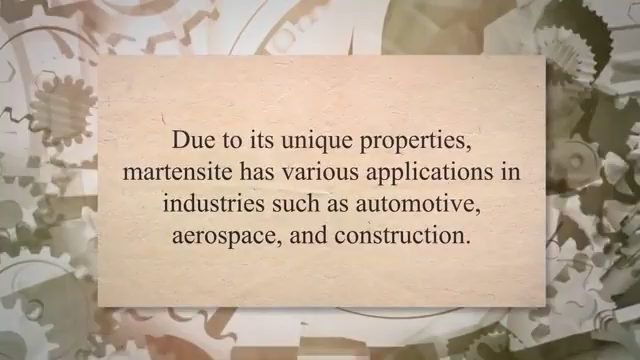 Due to its unique properties,
martensite has various applications in
industries such as automotive,
aerospace, and construction.